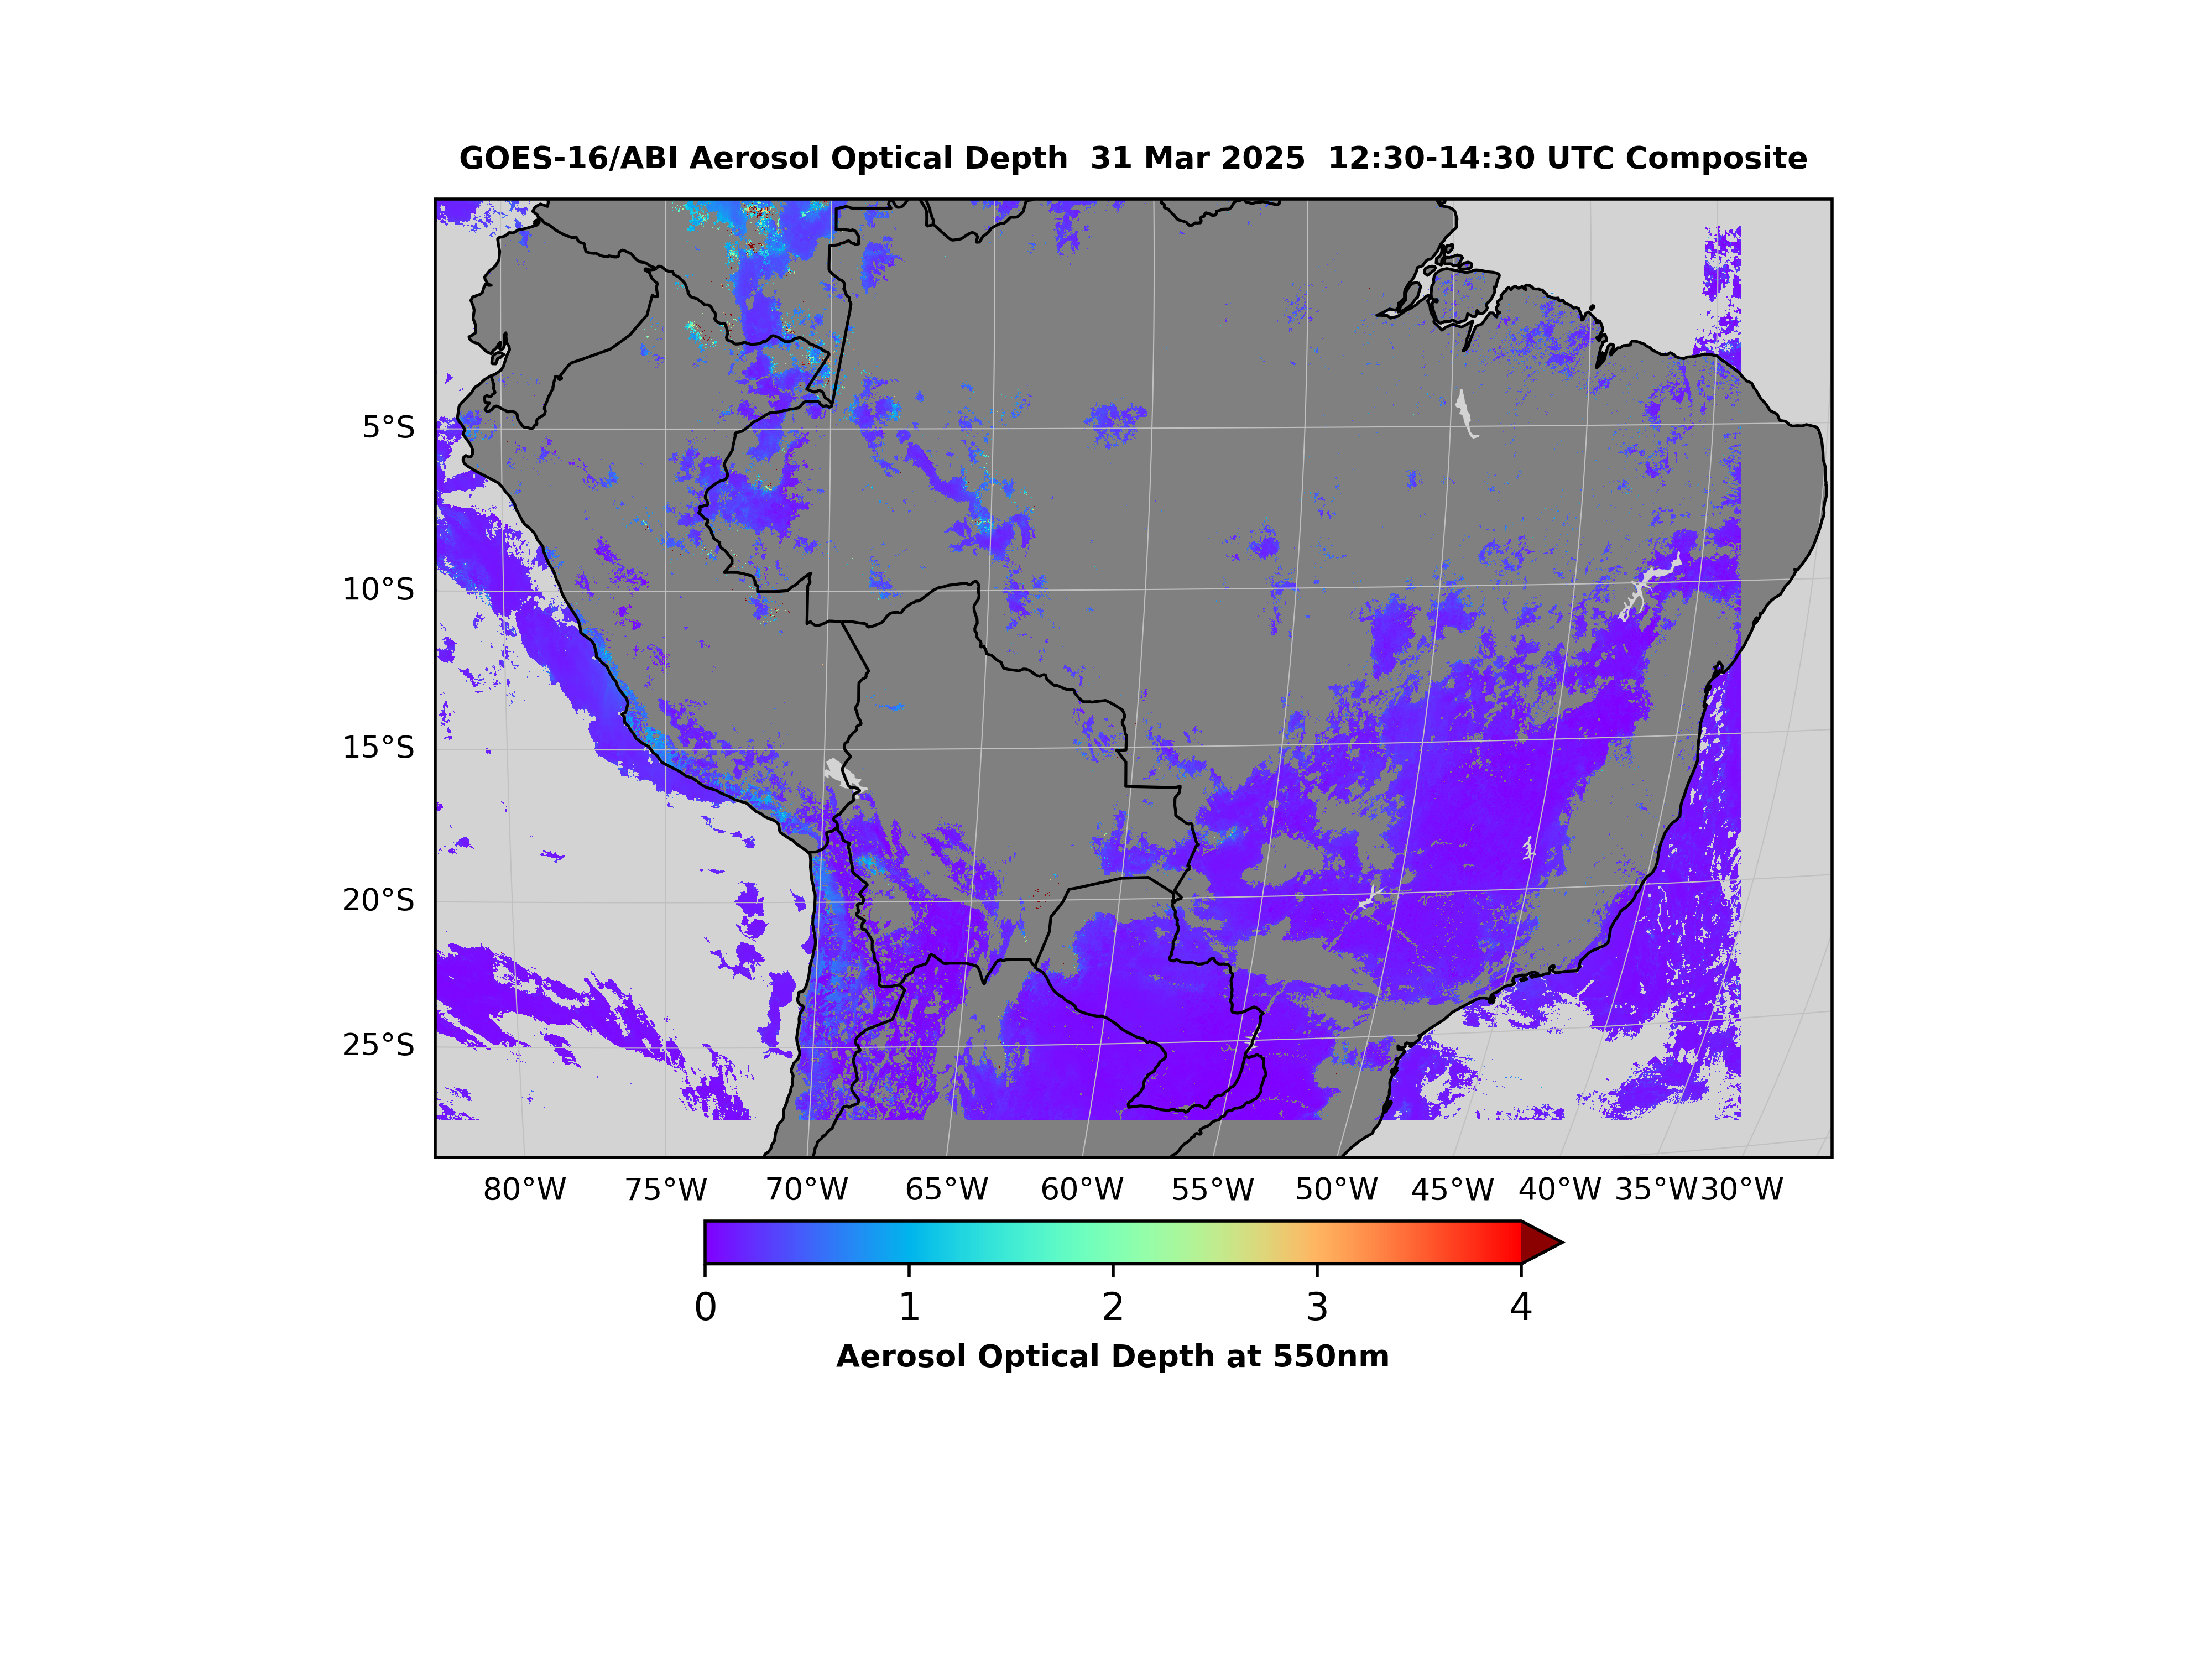 GOES-16/ABI Aerosol Optical Depth  31 Mar 2025  12:30-14:30 UTC Composite
5°S
10°S
15°S
20°S
25°S
80°W 75°W 70°W 65°W 60°W 55°W 50°W 45°W 40°W 35°W 30°W
0 1 2 3 4
Aerosol Optical Depth at 550nm